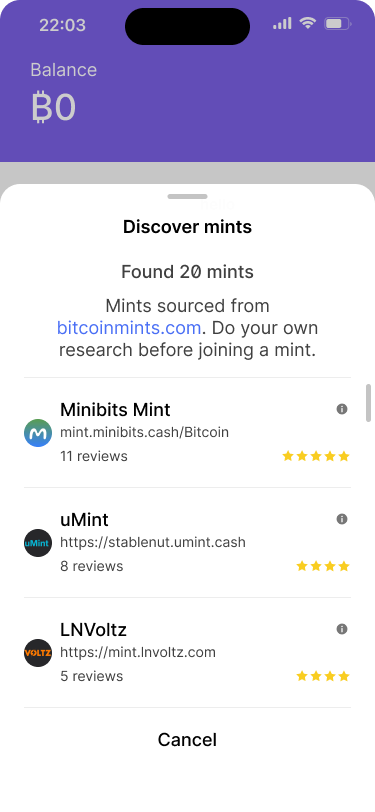 22:03
Balance
₿0
Discover mints
Found 20 mints
Mints sourced from
bitcoinmints.com. Do your own
research before joining a mint.
Minibits Mint
mint.minibits.cash/Bitcoin
11 reviews
uMint
uMint
https://stablenut.umint.cash
8 reviews
LNVoltz
VOLTZ
https://mint.lnvoltz.com
5 reviews
Cancel